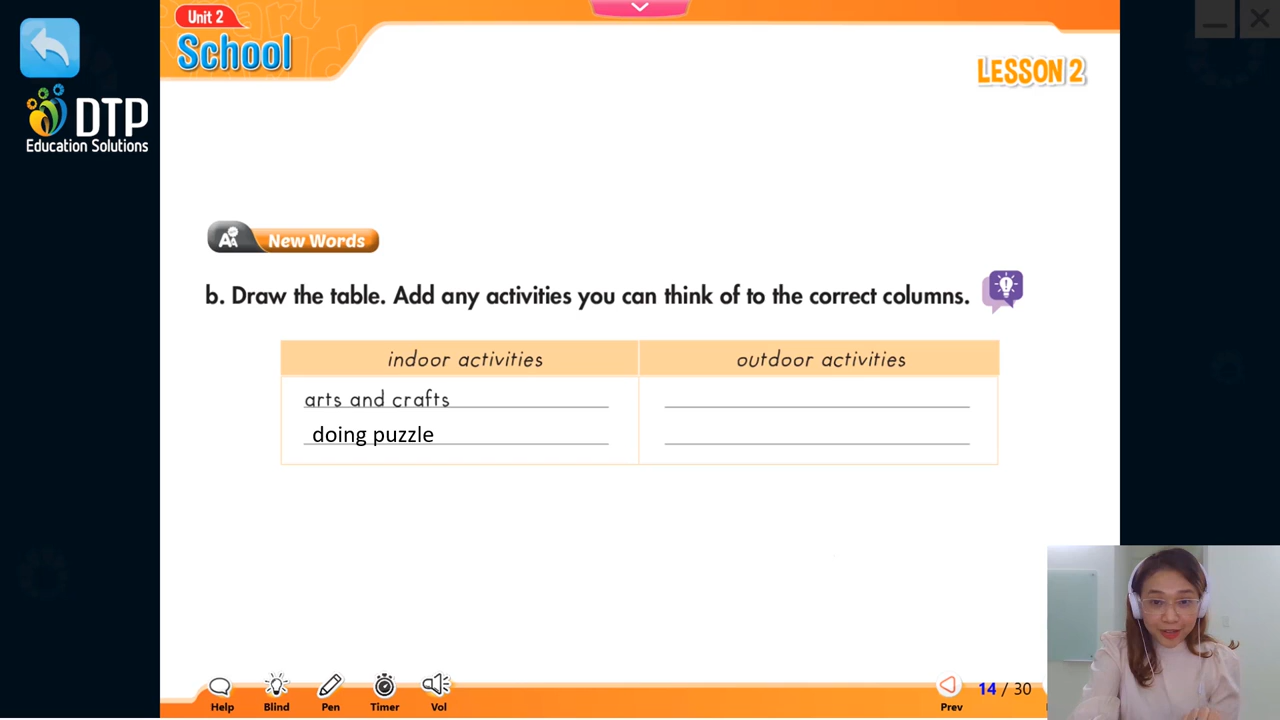 Unit 2
School
LESSON 2
DTP
Education Solutions
New Words
b. Draw the table. Add any activities you can think of to the correct columns.
indoor activities
outdoor activities
arts and crafts
doing puzzle
Help
Blind
Pen
Timer
Vol
Prev
14 / 30